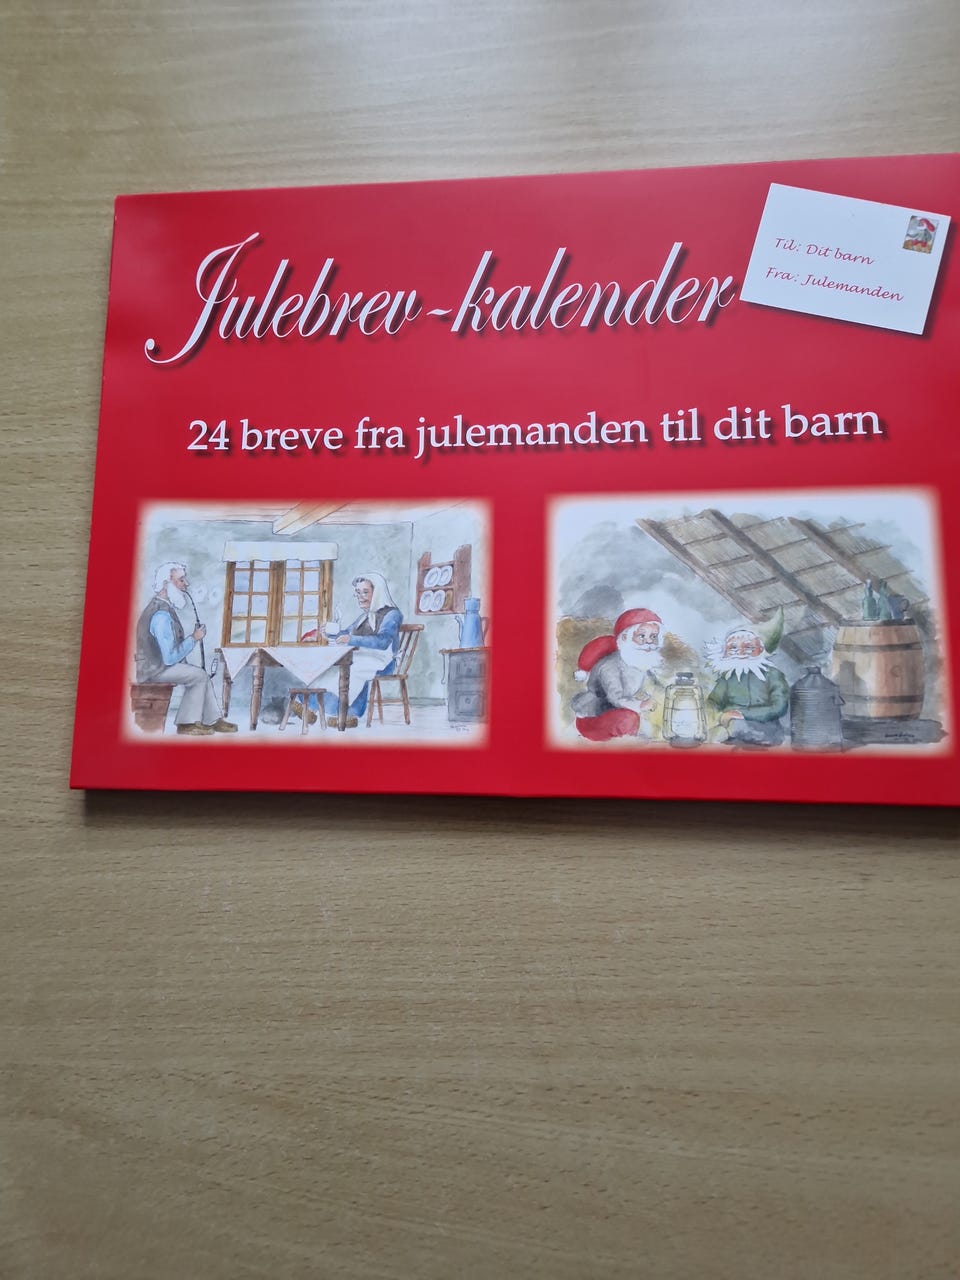 Julebrev-kalender
Til: Dit barn
Fra: Julemanden
24 breve fra julemanden til dit barn